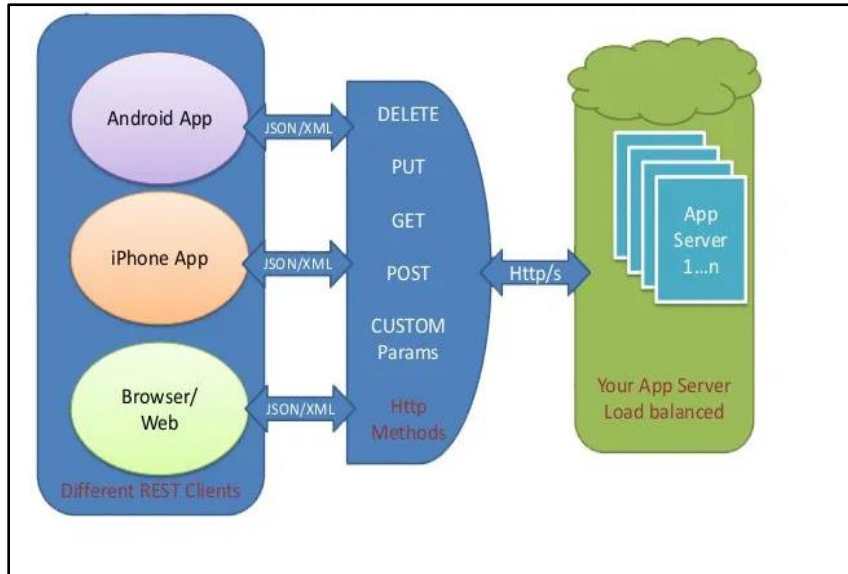 Android App
iPhone App
Browser/
Web
Different REST Clients
JSON/XML
JSON/XML
JSON/XML
DELETE
PUT
GET
POST
CUSTOM
Params
Http
Methods
Http/s
App
Server
1...n
Your App Server
Load balanced